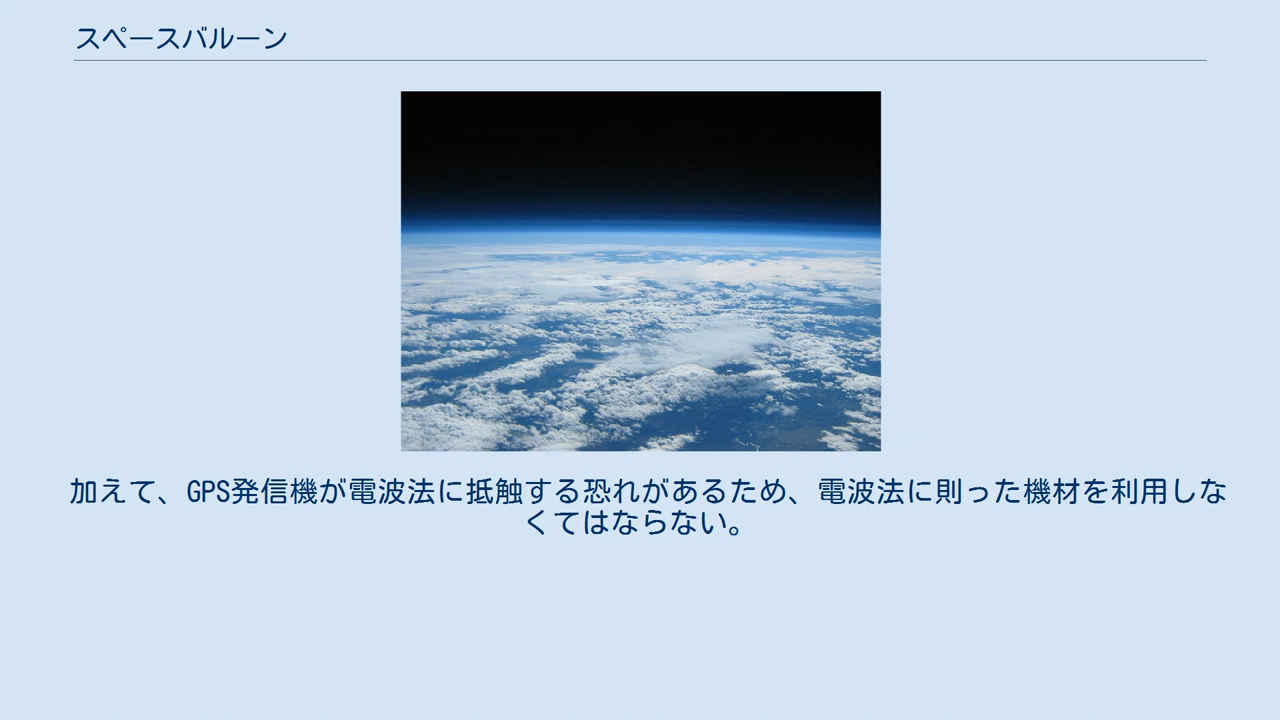 スペースバルーン
加えて、GPS発信機が電波法に抵触する恐れがあるため、電波法に則った機材を利用しな
くてはならない。